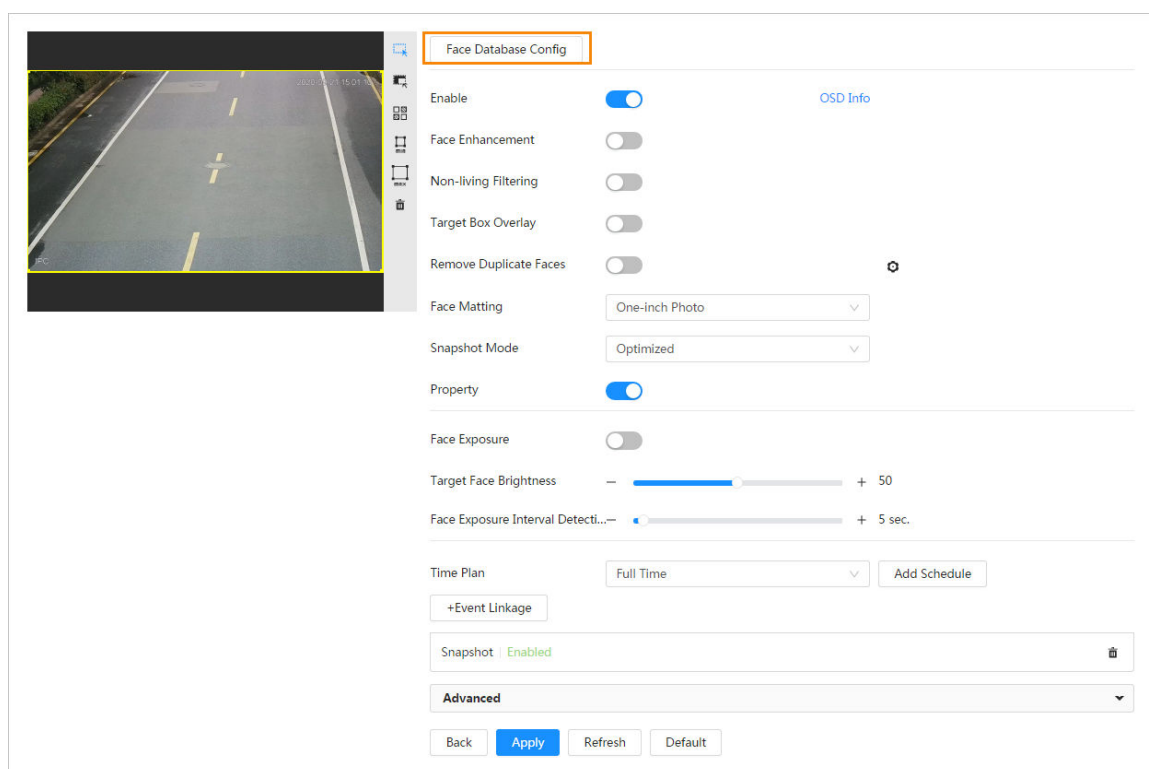 Face Database Config
Enable
OSD Info
Face Enhancement
Non-living Filtering
Target Box Overlay
Remove Duplicate Faces
Face Matting
One-inch Photo
Snapshot Mode
Optimized
Property
Face Exposure
Target Face Brightness
50
Face Exposure Interval Detecti...
5 sec.
Time Plan
Full Time
Add Schedule
+Event Linkage
Snapshot | Enabled
Advanced
Back
Apply
Refresh
Default
IPC